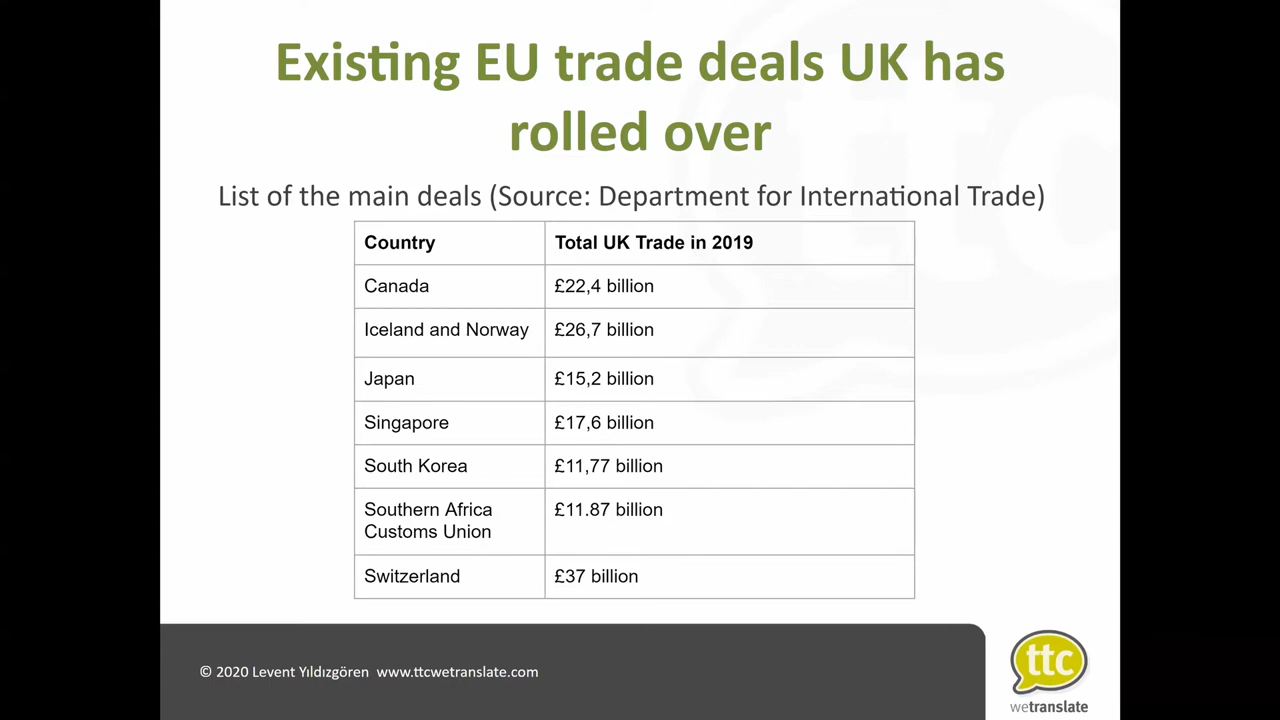 Existing EU trade deals UK has
rolled over
List of the main deals (Source: Department for International Trade)
Country Total UK Trade in 2019
Canada £22,4 billion
Iceland and Norway £26,7 billion
Japan £15,2 billion
Singapore £17,6 billion
South Korea £11,77 billion
Southern Africa £11.87 billion
Customs Union
Switzerland £37 billion
© 2020 Levent Yıldızgören www.ttcwetranslate.com
ttc
wetranslate